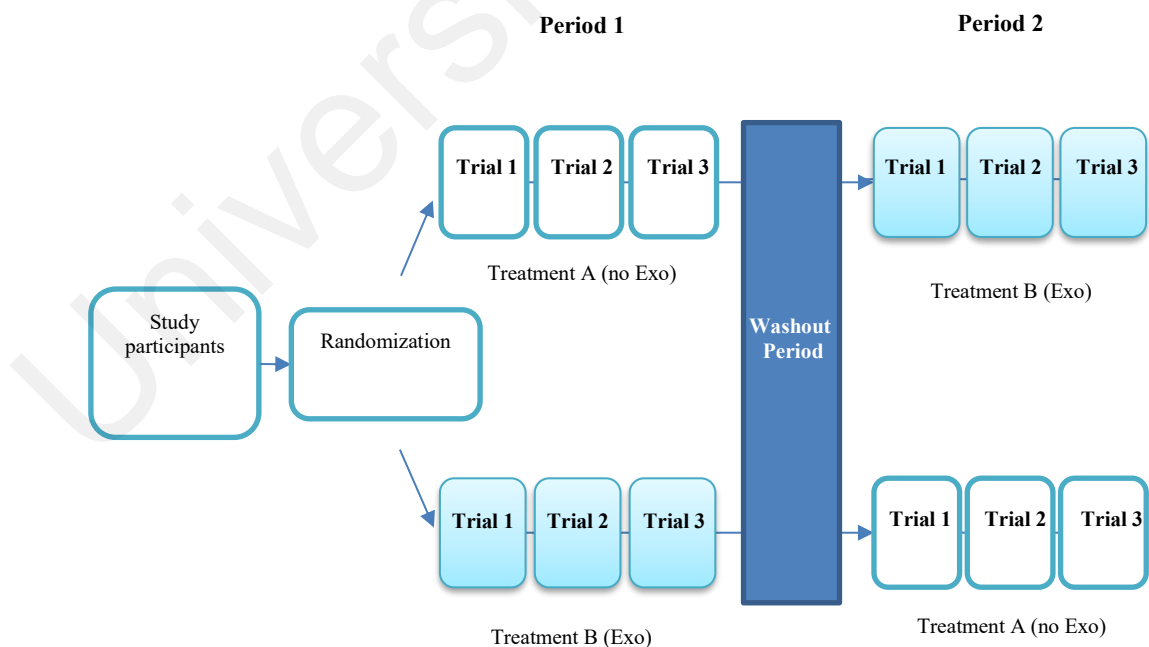 Period 1
Period 2
Trial 1
Trial 2
Trial 3
Trial 1
Trial 2
Trial 3
Treatment A (no Exo)
Treatment B (Exo)
Study
participants
Randomization
Washout
Period
Trial 1
Trial 2
Trial 3
Trial 1
Trial 2
Trial 3
Treatment B (Exo)
Treatment A (no Exo)
Universi